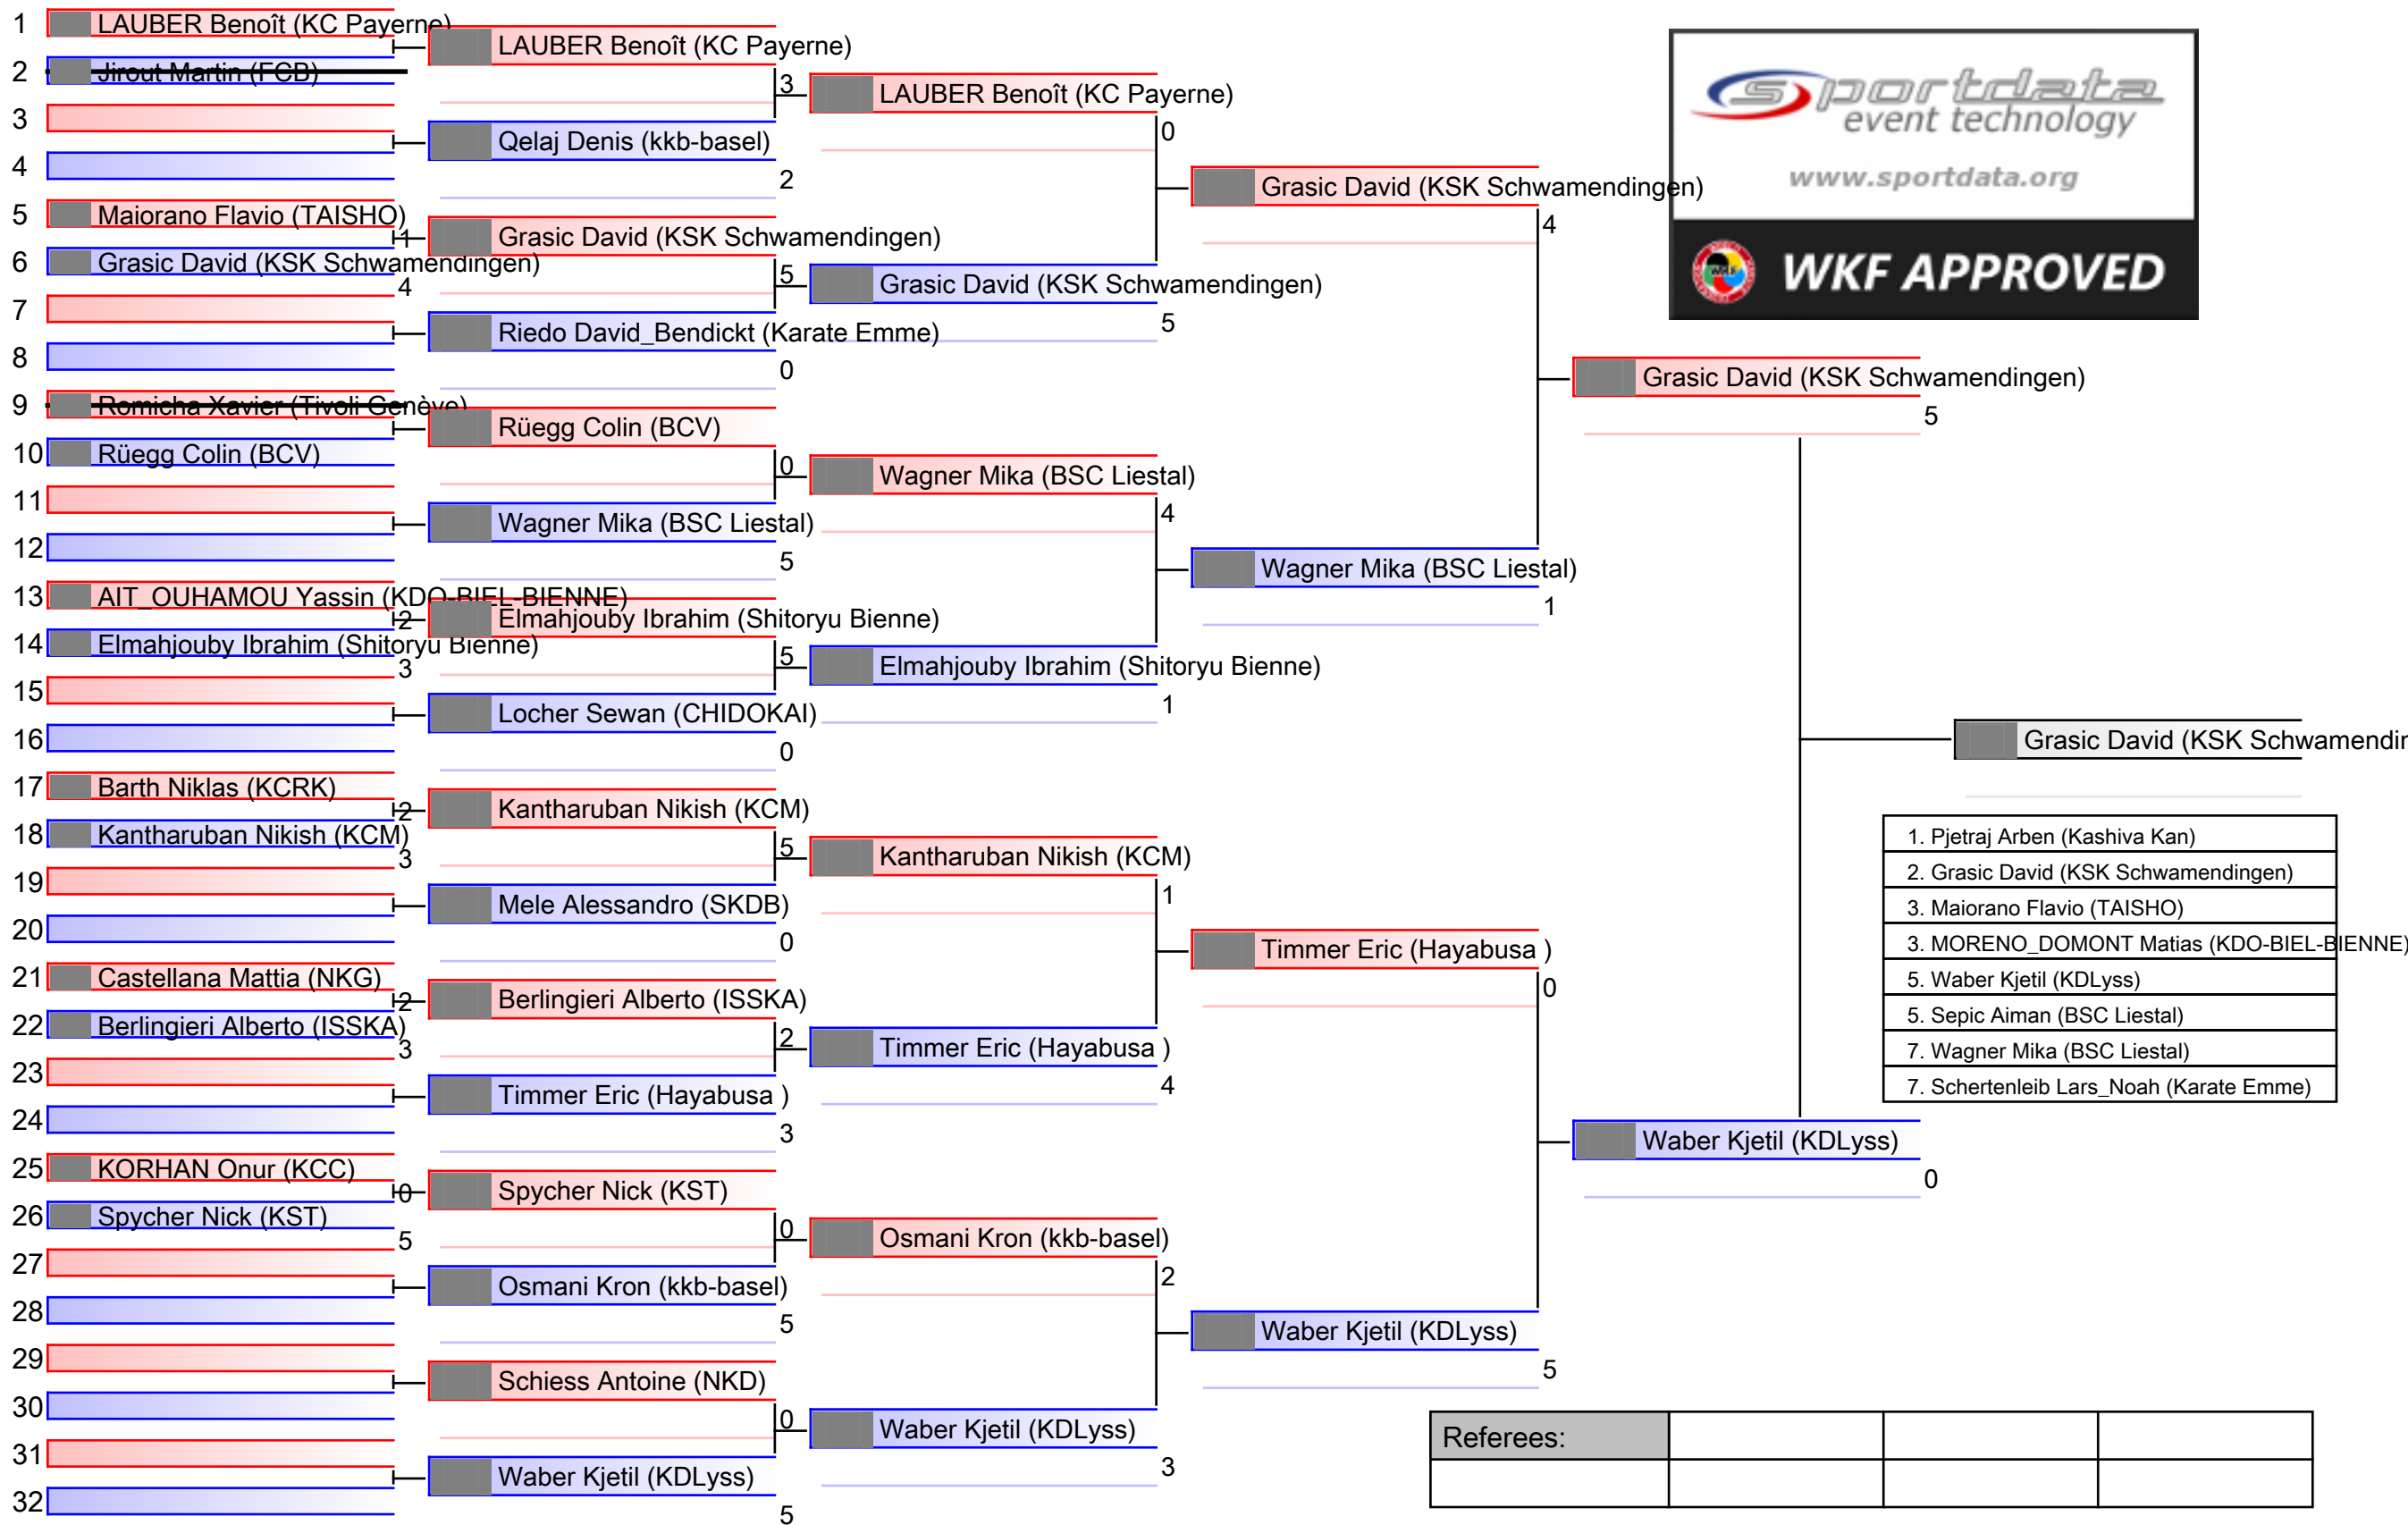 1 LAUBER Benoît (KC Payerne)
2 Jirout Martin (FCB)
3
4
5 Maiorano Flavio (TAISHO)
1
6 Grasic David (KSK Schwamendingen)
4
7
8
9 Romicha Xavier (Tivoli Genève)
10 Rüegg Colin (BCV)
11
12
13 AIT_OUHAMOU Yassin (KDO-BIEL-BIENNE)
2
14 Elmahjouby Ibrahim (Shitoryu Bienne)
3
15
16
17 Barth Niklas (KCRK)
2
18 Kantharuban Nikish (KCM)
3
19
20
21 Castellana Mattia (NKG)
2
22 Berlingieri Alberto (ISSKA)
3
23
24
25 KORHAN Onur (KCC)
0
26 Spycher Nick (KST)
5
27
28
29
30
31
32
LAUBER Benoît (KC Payerne)
3
Qelaj Denis (kkb-basel)
2
Grasic David (KSK Schwamendingen)
5
Riedo David_Bendickt (Karate Emme)
0
Rüegg Colin (BCV)
0
Wagner Mika (BSC Liestal)
5
Elmahjouby Ibrahim (Shitoryu Bienne)
5
Locher Sewan (CHIDOKAI)
0
Kantharuban Nikish (KCM)
5
Mele Alessandro (SKDB)
0
Berlingieri Alberto (ISSKA)
2
Timmer Eric (Hayabusa )
3
Spycher Nick (KST)
0
Osmani Kron (kkb-basel)
5
Schiess Antoine (NKD)
0
Waber Kjetil (KDLyss)
5
LAUBER Benoît (KC Payerne)
0
Grasic David (KSK Schwamendingen)
5
Wagner Mika (BSC Liestal)
4
Elmahjouby Ibrahim (Shitoryu Bienne)
1
Kantharuban Nikish (KCM)
1
Timmer Eric (Hayabusa )
4
Osmani Kron (kkb-basel)
2
Waber Kjetil (KDLyss)
3
Grasic David (KSK Schwamendingen)
4
Wagner Mika (BSC Liestal)
1
Timmer Eric (Hayabusa )
0
Waber Kjetil (KDLyss)
5
Grasic David (KSK Schwamendingen)
5
Waber Kjetil (KDLyss)
0
sportdata
event technology
www.sportdata.org
WKF APPROVED
Grasic David (KSK Schwamendin
1. Pjetraj Arben (Kashiva Kan)
2. Grasic David (KSK Schwamendingen)
3. Maiorano Flavio (TAISHO)
3. MORENO_DOMONT Matias (KDO-BIEL-BIENNE)
5. Waber Kjetil (KDLyss)
5. Sepic Aiman (BSC Liestal)
7. Wagner Mika (BSC Liestal)
7. Schertenleib Lars_Noah (Karate Emme)
Referees: